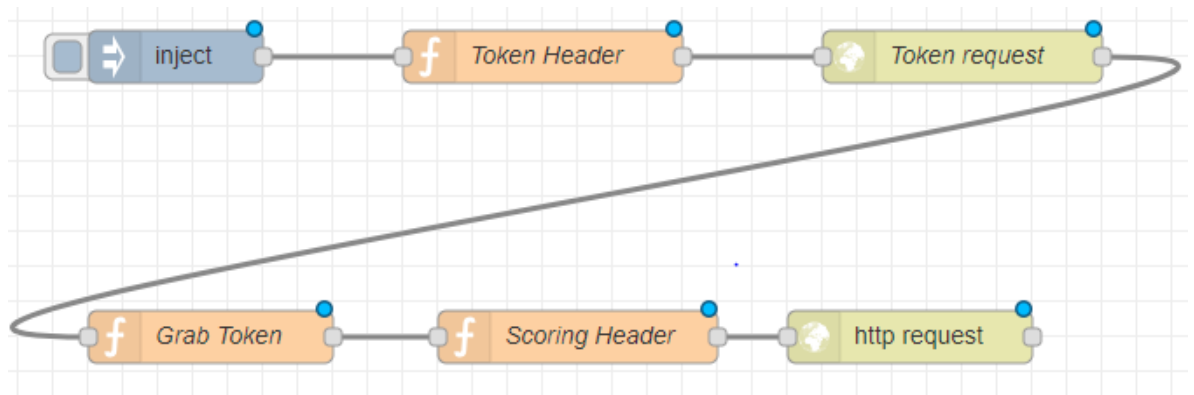 inject
Token Header
Token request
Grab Token
Scoring Header
http request